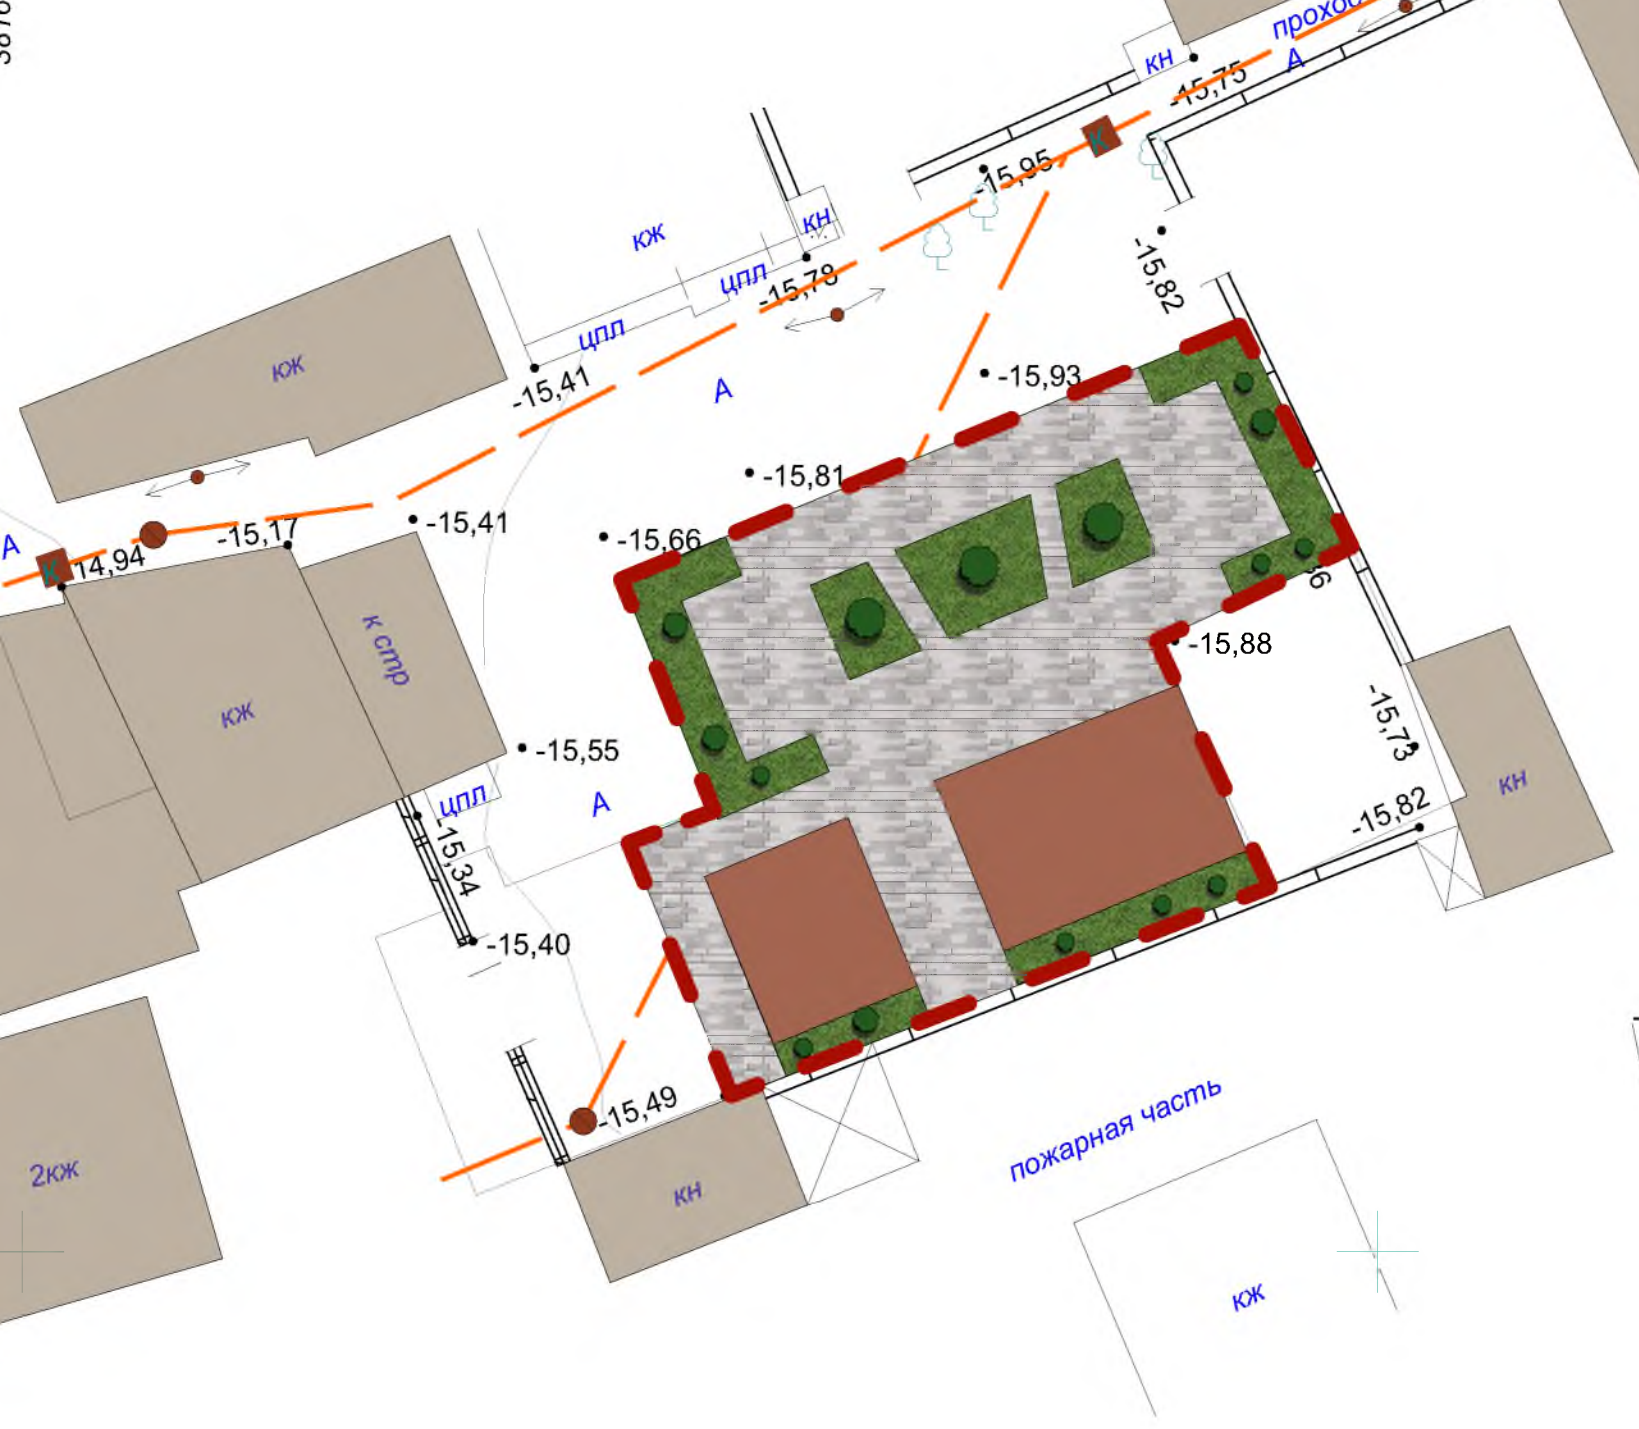 проход
А
кн
-15,75
-15,95
кн
кж
цпл
-15,78
-15,82
цпл
кж
-15,41
-15,93
А
-15,81
-15,41
-15,66
-15,17
А
К
14,94
К
к стр
-15,88
кж
-15,73
-15,55
кн
цпл
А
-15,82
-15,34
-15,40
-15,49
пожарная часть
2кж
кн
кж